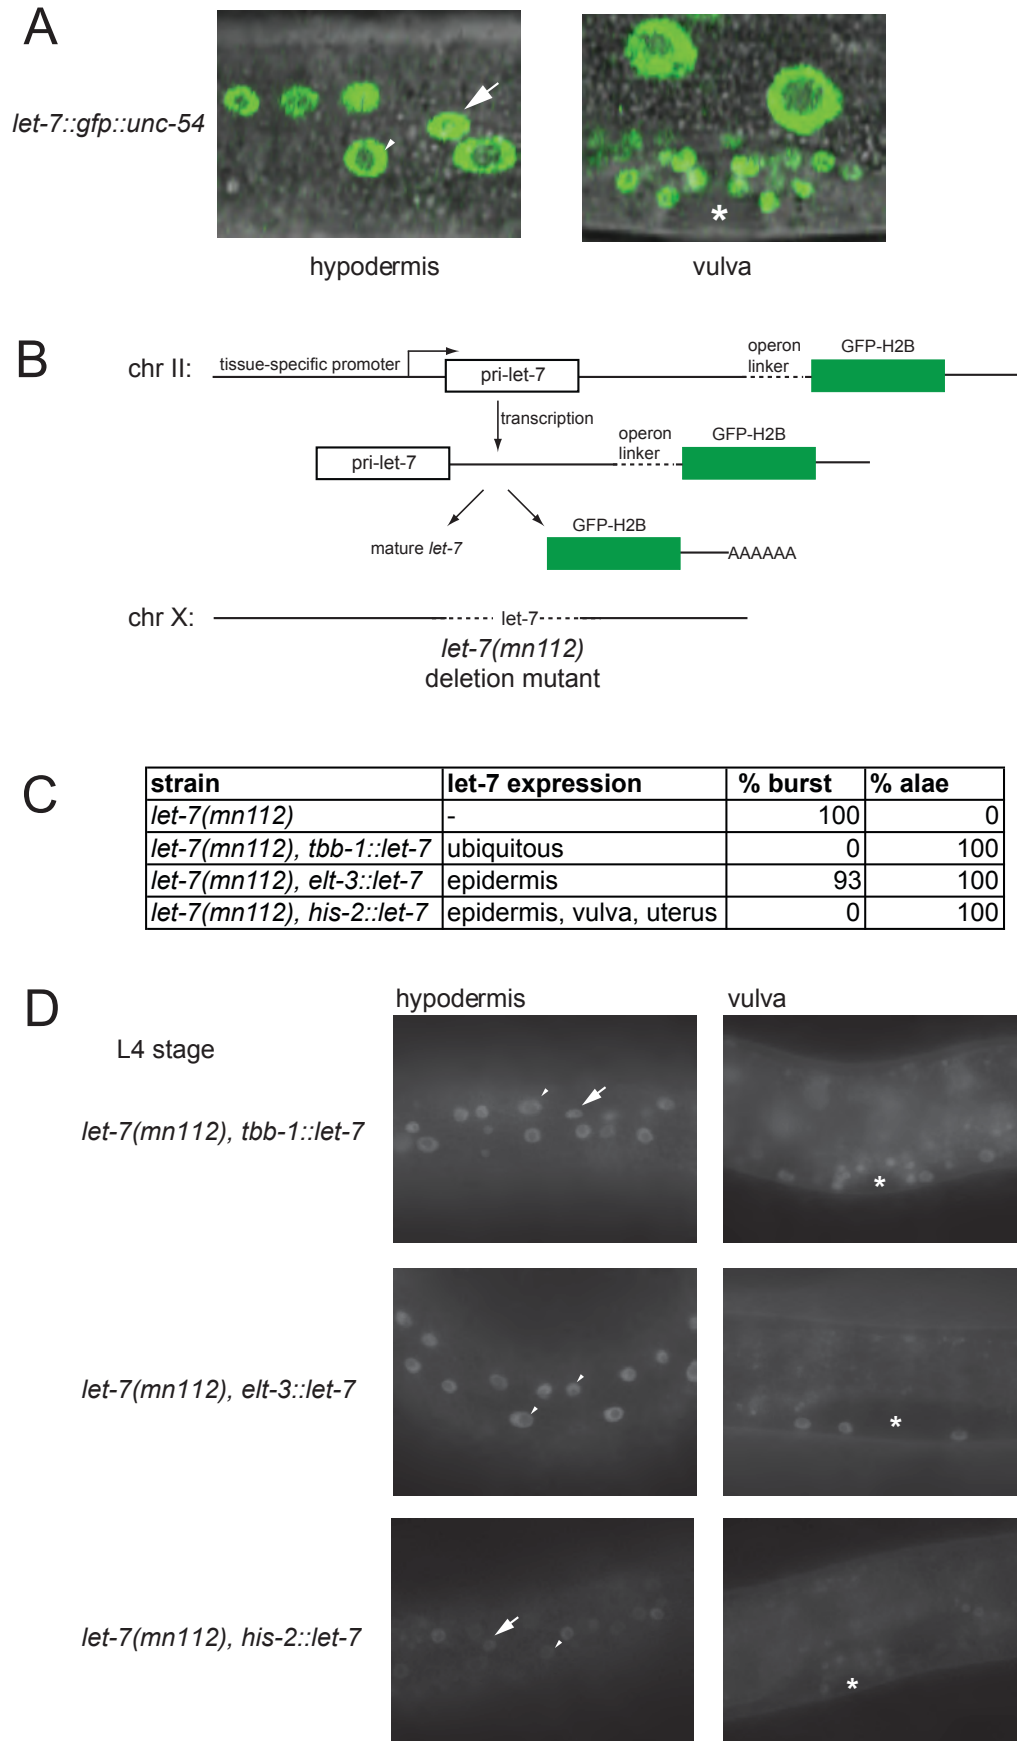 A
let-7::gfp::unc-54
*
hypodermis
vulva
B
chr II:
tissue-specific promoter
pri-let-7
operon
linker
GFP-H2B
transcription
pri-let-7
operon
linker
GFP-H2B
mature let-7
GFP-H2B
AAAAAA
chr X:
let-7
let-7(mn112)
deletion mutant
C
strain let-7 expression % burst % alae
let-7(mn112) - 100 0
let-7(mn112), tbb-1::let-7 ubiquitous 0 100
let-7(mn112), elt-3::let-7 epidermis 93 100
let-7(mn112), his-2::let-7 epidermis, vulva, uterus 0 100
D
hypodermis
vulva
L4 stage
let-7(mn112), tbb-1::let-7
*
let-7(mn112), elt-3::let-7
*
let-7(mn112), his-2::let-7
*